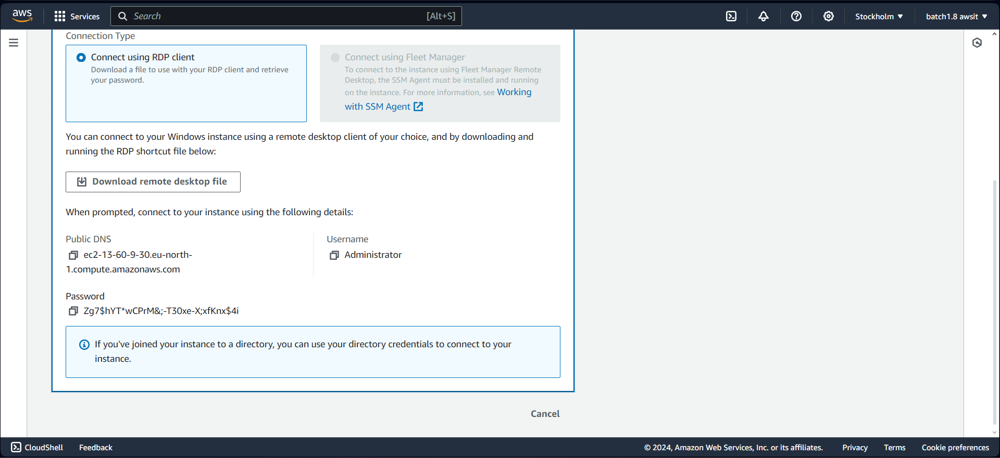 aws
Services
Search
[Alt+S]
Stockholm
batch1.8 awsit
Connection Type
Connect using RDP client
Download a file to use with your RDP client and retrieve
your password.
Connect using Fleet Manager
To connect to the instance using Fleet Manager Remote
Desktop, the SSM Agent must be installed and running
on the instance. For more information, see Working
with SSM Agent
You can connect to your Windows instance using a remote desktop client of your choice, and by downloading and
running the RDP shortcut file below:
Download remote desktop file
When prompted, connect to your instance using the following details:
Public DNS
ec2-13-60-9-30.eu-north-
1.compute.amazonaws.com
Username
Administrator
Password
Zg7$hYT*wCPrM&;-T30xe-X;xfKnx$4i
If you've joined your instance to a directory, you can use your directory credentials to connect to your
instance.
Cancel
CloudShell
Feedback
© 2024, Amazon Web Services, Inc. or its affiliates.
Privacy
Terms
Cookie preferences